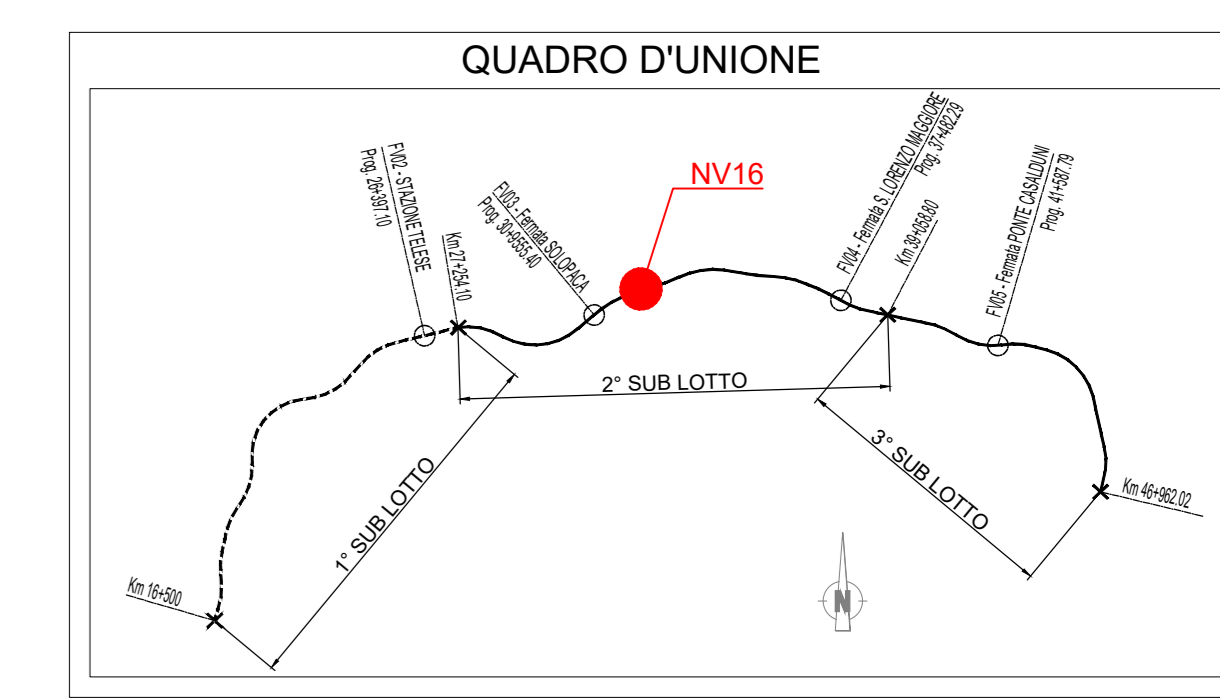 QUADRO D'UNIONE
FV02 - STAZIONE TELESE
Prog. 26+397.10
Km 27+254.10
FV03 - Fermata SOLOPACA
Prog. 30+9555.40
NV16
FV04 - Fermata S. LORENZO MAGGIORE
Prog. 37+482.29
Km 39+058.80
FV05 - Fermata PONTE CASALDUNI
Prog. 41+587.79
2° SUB LOTTO
1° SUB LOTTO
3° SUB LOTTO
Km 46+962.02
Km 16+500
N